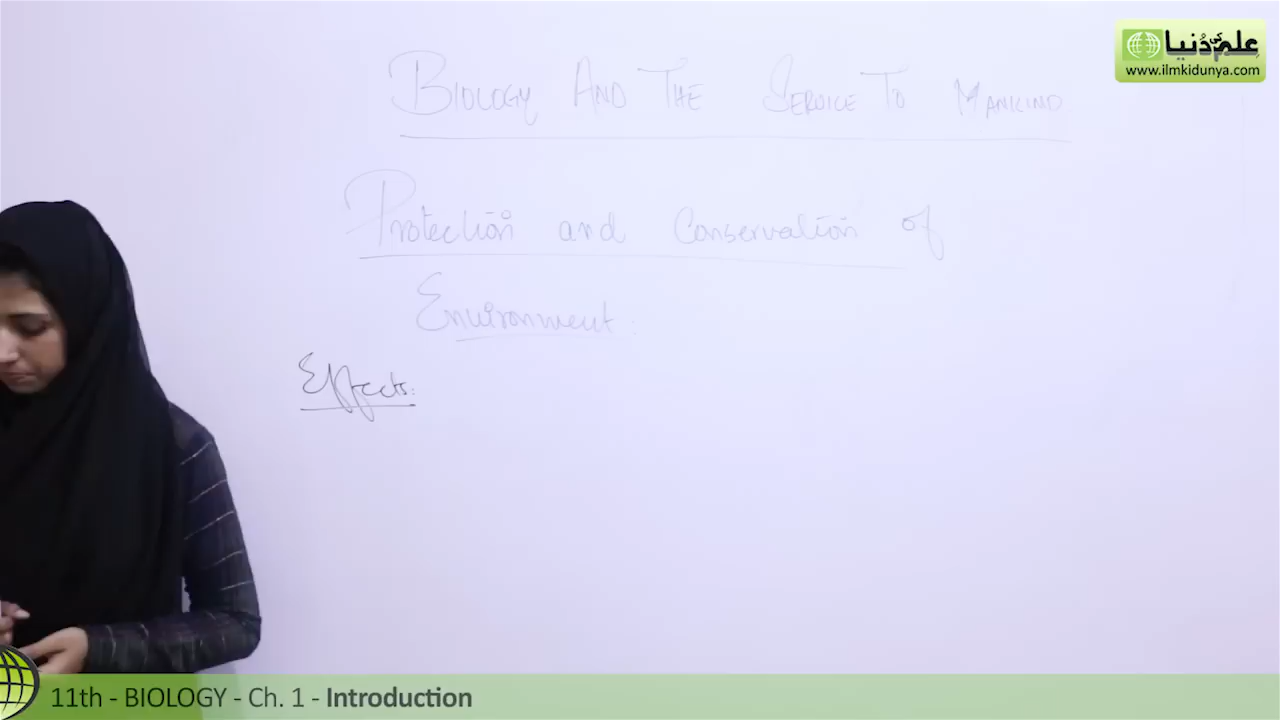 علم کی دُنیا
www.ilmkidunya.com
BIOLOGY AND THE SERVICE TO MANKIND
Protection and Conservation of
Environment:
Effects:
11th - BIOLOGY - Ch. 1 - Introduction